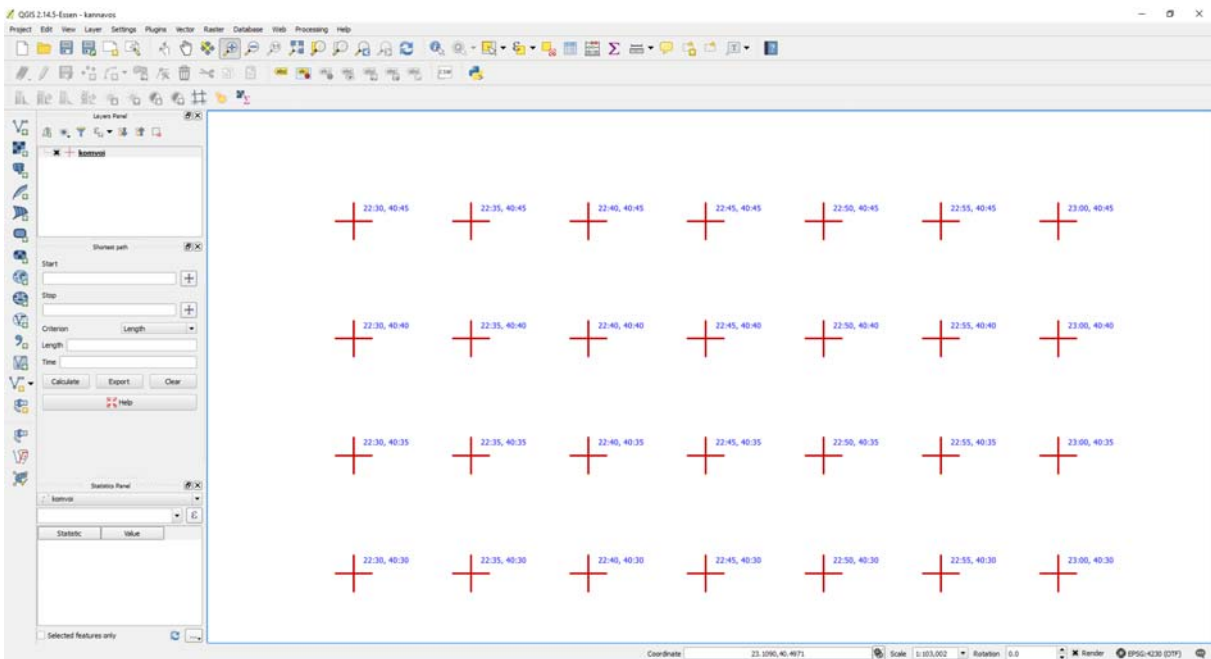 QGIS 2.14.5-Essen - kannavos
Project Edit View Layer Settings Plugins Vector Raster Database Web Processing Help
Layers Panel
komvoi
22:30, 40:45 22:35, 40:45 22:40, 40:45 22:45, 40:45 22:50, 40:45 22:55, 40:45 23:00, 40:45
Shortest path
Start
Stop
Criterion Length
Length
Time
Calculate Export Clear
Help
22:30, 40:40 22:35, 40:40 22:40, 40:40 22:45, 40:40 22:50, 40:40 22:55, 40:40 23:00, 40:40
22:30, 40:35 22:35, 40:35 22:40, 40:35 22:45, 40:35 22:50, 40:35 22:55, 40:35 23:00, 40:35
Statistics Panel
komvoi
Statistic Value
22:30, 40:30 22:35, 40:30 22:40, 40:30 22:45, 40:30 22:50, 40:30 22:55, 40:30 23:00, 40:30
Selected features only
Coordinate 23.1090,40.4971 Scale 1:103,002 Rotation 0.0 Render EPSG:4230 (OTF)